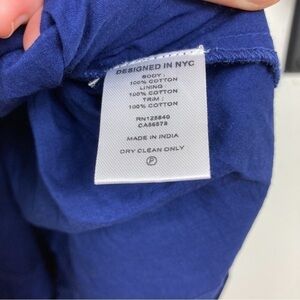 DESIGNED IN NYC
BODY:
100% COTTON
LINING
100% COTTON
TRIM:
100% COTTON
RN125840
CA56578
MADE IN INDIA
DRY CLEAN ONLY
P